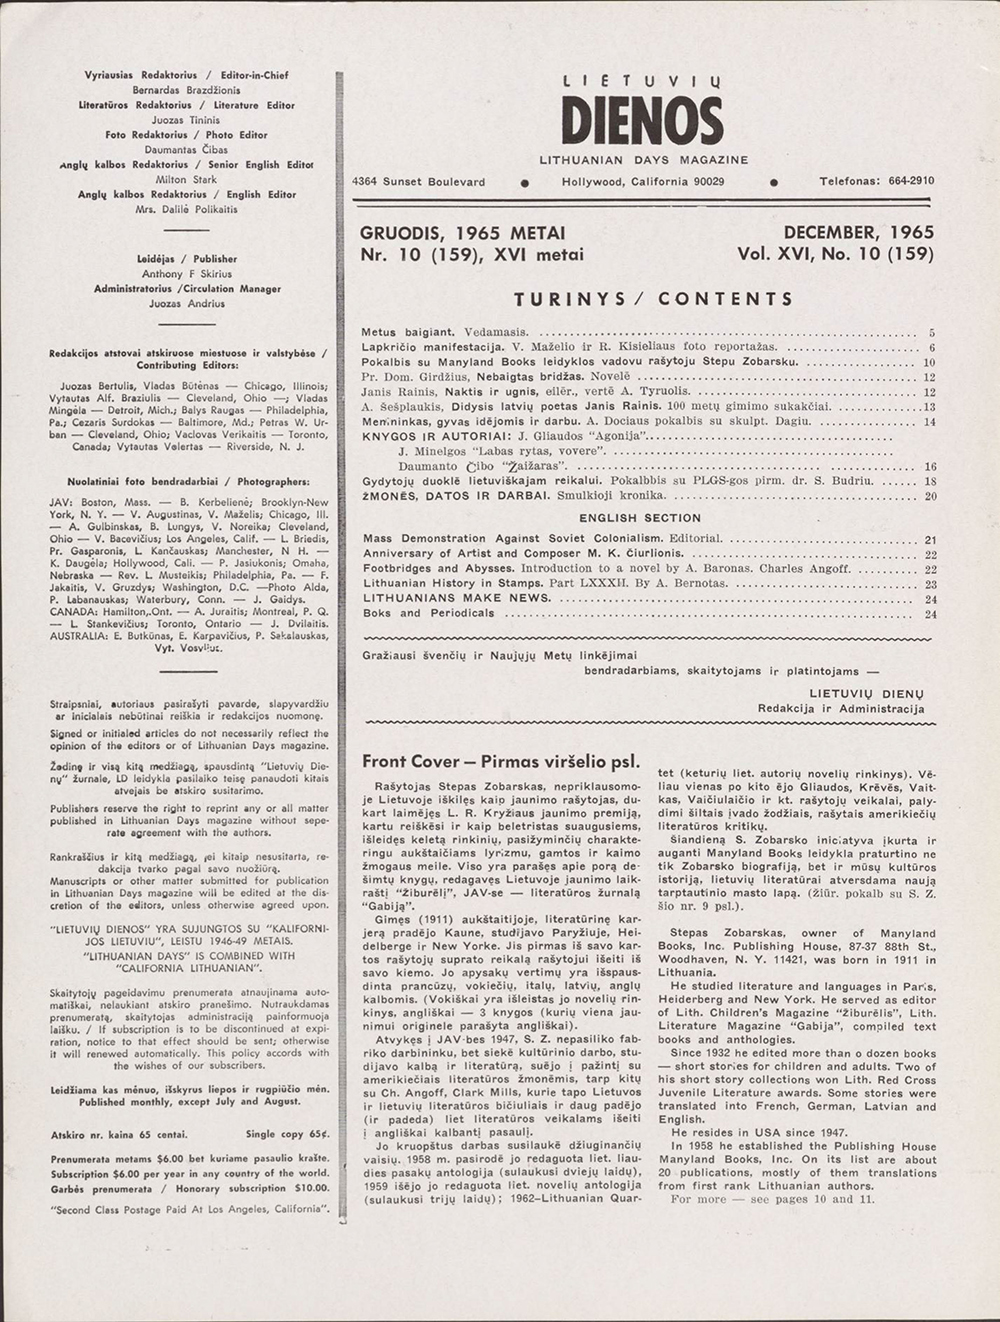 Vyriausias Redaktorius / Editor-in-Chief
Bernardas Brazdžionis
Literatūros Redaktorius / Literature Editor
Juozas Tininis
Foto Redaktorius / Photo Editor
Daumantas Čibas
Anglų kalbos Redaktorius / Senior English Editor
Milton Stark
Anglų kalbos Redaktorius / English Editor
Mrs. Dalilė Polikaitis
Leidėjas / Publisher
Anthony F Skirius
Administratorius /Circulation Manager
Juozas Andrius
Redakcijos atstovai atskiruose miestuose ir valstybėse /
Contributing Editors:
Juozas Bertulis, Vladas Būtėnas — Chicago, Illinois;
Vytautas Alf. Braziulis — Cleveland, Ohio —; Vladas
Mingėla — Detroit, Mich.; Balys Raugas — Philadelphia,
Pa.; Cezaris Surdokas — Baltimore, Md.; Petras W. Ur-
ban — Cleveland, Ohio; Vaclovas Verikaitis — Toronto,
Canada; Vytautas Valertas — Riverside, N. J.
Nuolatiniai foto bendradarbiai / Photographers:
JAV: Boston, Mass. — B. Kerbelienė; Brooklyn-New
York, N. Y. — V. Augustinas, V. Maželis; Chicago, Ill.
— A. Gulbinskas, B. Lungys, V. Noreika; Cleveland,
Ohio — V. Bacevičius; Los Angeles, Calif. — L. Briedis,
Pr. Gasparonis, L. Kančauskas; Manchester, N H. —
K. Daugėla; Hollywood, Cali. — P. Jasiukonis; Omaha,
Nebraska — Rev. L. Musteikis; Philadelphia, Pa. — F.
Jakaitis, V. Gruzdys; Washington, D.C. —Photo Alda,
P. Labanauskas; Waterbury, Conn. — J. Gaidys.
CANADA: Hamilton,.Ont. — A. Juraitis; Montreal, P. Q.
— L. Stankevičius; Toronto, Ontario — J. Dvilaitis.
AUSTRALIA: E. Butkūnas, E. Karpavičius, P. Sekalauskas,
Vyt. Vosylius.
Straipsniai, autoriaus pasirašyti pavarde, slapyvardžiu
ar inicialais nebūtinai reiškia ir redakcijos nuomonę.
Signed or initialed articles do not necessarily reflect the
opinion of the editors or of Lithuanian Days magazine.
Žodinę ir visą kitą medžiagą, spausdintą "Lietuvių Die-
nų" žurnale, LD leidykla pasilaiko teisę panaudoti kitais
atvejais be atskiro susitarimo.
Publishers reserve the right to reprint any or all matter
published in Lithuanian Days magazine without sepe-
rate agreement with the authors.
Rankraščius ir kitą medžiagą, jei kitaip nesusitarta, re-
dakcija tvarko pagal savo nuožiūrą.
Manuscripts or other matter submitted for publication
in Lithuanian Days magazine will be edited at the dis-
cretion of the editors, unless otherwise agreed upon.
"LIETUVIŲ DIENOS" YRA SUJUNGTOS SU "KALIFORNI-
JOS LIETUVIU", LEISTU 1946-49 METAIS.
"LITHUANIAN DAYS" IS COMBINED WITH
"CALIFORNIA LITHUANIAN".
Skaitytojų pageidavimu prenumerata atnaujinama auto-
matiškai, nelaukiant atskiro pranešimo. Nutraukdamas
prenumeratą, skaitytojas administraciją painformuoja
laišku. / If subscription is to be discontinued at expi-
ration, notice to that effect should be sent; otherwise
it will renewed automatically. This policy accords with
the wishes of our subscribers.
Leidžiama kas mėnuo, išskyrus liepos ir rugpiūčio mėn.
Published monthly, except July and August.
Atskiro nr. kaina 65 centai. Single copy 65¢.
Prenumerata metams $6.00 bet kuriame pasaulio krašte.
Subscription $6.00 per year in any country of the world.
Garbės prenumerata / Honorary subscription $10.00.
"Second Class Postage Paid At Los Angeles, California".
LIETUVIŲ
DIENOS
LITHUANIAN DAYS MAGAZINE
4364 Sunset Boulevard ● Hollywood, California 90029 ● Telefonas: 664-2910
GRUODIS, 1965 METAI DECEMBER, 1965
Nr. 10 (159), XVI metai Vol. XVI, No. 10 (159)
TURINYS / CONTENTS
Metus baigiant. Vedamasis. .......... 5
Lapkričio manifestacija. V. Maželio ir R. Kisieliaus foto reportažas. .......... 6
Pokalbis su Manyland Books leidyklos vadovu rašytoju Stepu Zobarsku. .......... 10
Pr. Dom. Girdžius, Nebaigtas bridžas. Novelė .......... 12
Janis Rainis, Naktis ir ugnis, eilėr., vertė A. Tyruolis. .......... 12
A. Šešplaukis, Didysis latvių poetas Janis Rainis. 100 metų gimimo sukakčiai. .......... 13
Menininkas, gyvas idėjomis ir darbu. A. Dociaus pokalbis su skulpt. Dagiu. .......... 14
KNYGOS IR AUTORIAI: J. Gliaudos "Agonija"..........
J. Minelgos "Labas rytas, vovere". ..........
Daumanto Čibo "Žaižaras". .......... 16
Gydytojų duoklė lietuviškajam reikalui. Pokalbbis su PLGS-gos pirm. dr. S. Budriu. ...... 18
ŽMONĖS, DATOS IR DARBAI. Smulkioji kronika. .......... 20
ENGLISH SECTION
Mass Demonstration Against Soviet Colonialism. Editorial. .......... 21
Anniversary of Artist and Composer M. K. Čiurlionis. .......... 22
Footbridges and Abysses. Introduction to a novel by A. Baronas. Charles Angoff. .......... 22
Lithuanian History in Stamps. Part LXXXII. By A. Bernotas. .......... 23
LITHUANIANS MAKE NEWS. .......... 24
Boks and Periodicals .......... 24
Gražiausi švenčių ir Naujųjų Metų linkėjimai
bendradarbiams, skaitytojams ir platintojams —
LIETUVIŲ DIENŲ
Redakcija ir Administracija
Front Cover — Pirmas viršelio psl.
Rašytojas Stepas Zobarskas, nepriklausomo-
je Lietuvoje iškilęs kaip jaunimo rašytojas, du-
kart laimėjęs L. R. Kryžiaus jaunimo premiją,
kartu reiškėsi ir kaip beletristas suaugusiems,
išleidęs keletą rinkinių, pasižyminčių charakte-
ringu aukštaičiams lyrizmu, gamtos ir kaimo
žmogaus meile. Viso yra parašęs apie porą de-
šimtų knygų, redagavęs Lietuvoje jaunimo laik-
raštį "Žiburėlį", JAV-se — literatūros žurnalą
"Gabiją".
Gimęs (1911) aukštaitijoje, literatūrinę kar-
jerą pradėjo Kaune, studijavo Paryžiuje, Hei-
delberge ir New Yorke. Jis pirmas iš savo kar-
tos rašytojų suprato reikalą rašytojui išeiti iš
savo kiemo. Jo apysakų vertimų yra išspaus-
dinta prancūzų, vokiečių, italų, latvių, anglų
kalbomis. (Vokiškai yra išleistas jo novelių rin-
kinys, angliškai — 3 knygos (kurių viena jau-
nimui originele parašyta angliškai).
Atvykęs į JAV-bes 1947, S. Z. nepasiliko fab-
riko darbininku, bet siekė kultūrinio darbo, stu-
dijavo kalbą ir literatūrą, suėjo į pažintį su
amerikiečiais literatūros žmonėmis, tarp kitų
su Ch. Angoff, Clark Mills, kurie tapo Lietuvos
ir lietuvių literatūros bičiuliais ir daug padėjo
(ir padeda) liet literatūros veikalams išeiti
į angliškai kalbantį pasaulį.
Jo kruopštus darbas susilaukė džiuginančių
vaisių. 1958 m. pasirodė jo redaguota liet. liau-
dies pasakų antologija (sulaukusi dviejų laidų),
1959 išėjo jo redaguota liet. novelių antologija
(sulaukusi trijų laidų); 1962–Lithuanian Quar-
tet (keturių liet. autorių novelių rinkinys). Vė-
liau vienas po kito ėjo Gliaudos, Krėvės, Vait-
kas, Vaičiulaičio ir kt. rašytojų veikalai, paly-
dimi šiltais įvado žodžiais, rašytais amerikiečių
literatūros kritikų.
Šiandieną S. Zobarsko iniciatyva įkurta ir
auganti Manyland Books leidykla praturtino ne
tik Zobarsko biografiją, bet ir mūsų kultūros
istoriją, lietuvių literatūrai atversdama naują
tarptautinio masto lapą. (Žiūr. pokalb su S. Z.
šio nr. 9 psl.).
Stepas Zobarskas, owner of Manyland
Books, Inc. Publishing House, 87-37 88th St.,
Woodhaven, N. Y. 11421, was born in 1911 in
Lithuania.
He studied literature and languages in Paris,
Heiderberg and New York. He served as editor
of Lith. Children's Magazine "Žiburėlis", Lith.
Literature Magazine "Gabija", compiled text
books and anthologies.
Since 1932 he edited more than o dozen books
— short stories for children and adults. Two of
his short story collections won Lith. Red Cross
Juvenile Literature awards. Some stories were
translated into French, German, Latvian and
English.
He resides in USA since 1947.
In 1958 he established the Publishing House
Manyland Books, Inc. On its list are about
20 publications, mostly of them translations
from first rank Lithuanian authors.
For more — see pages 10 and 11.